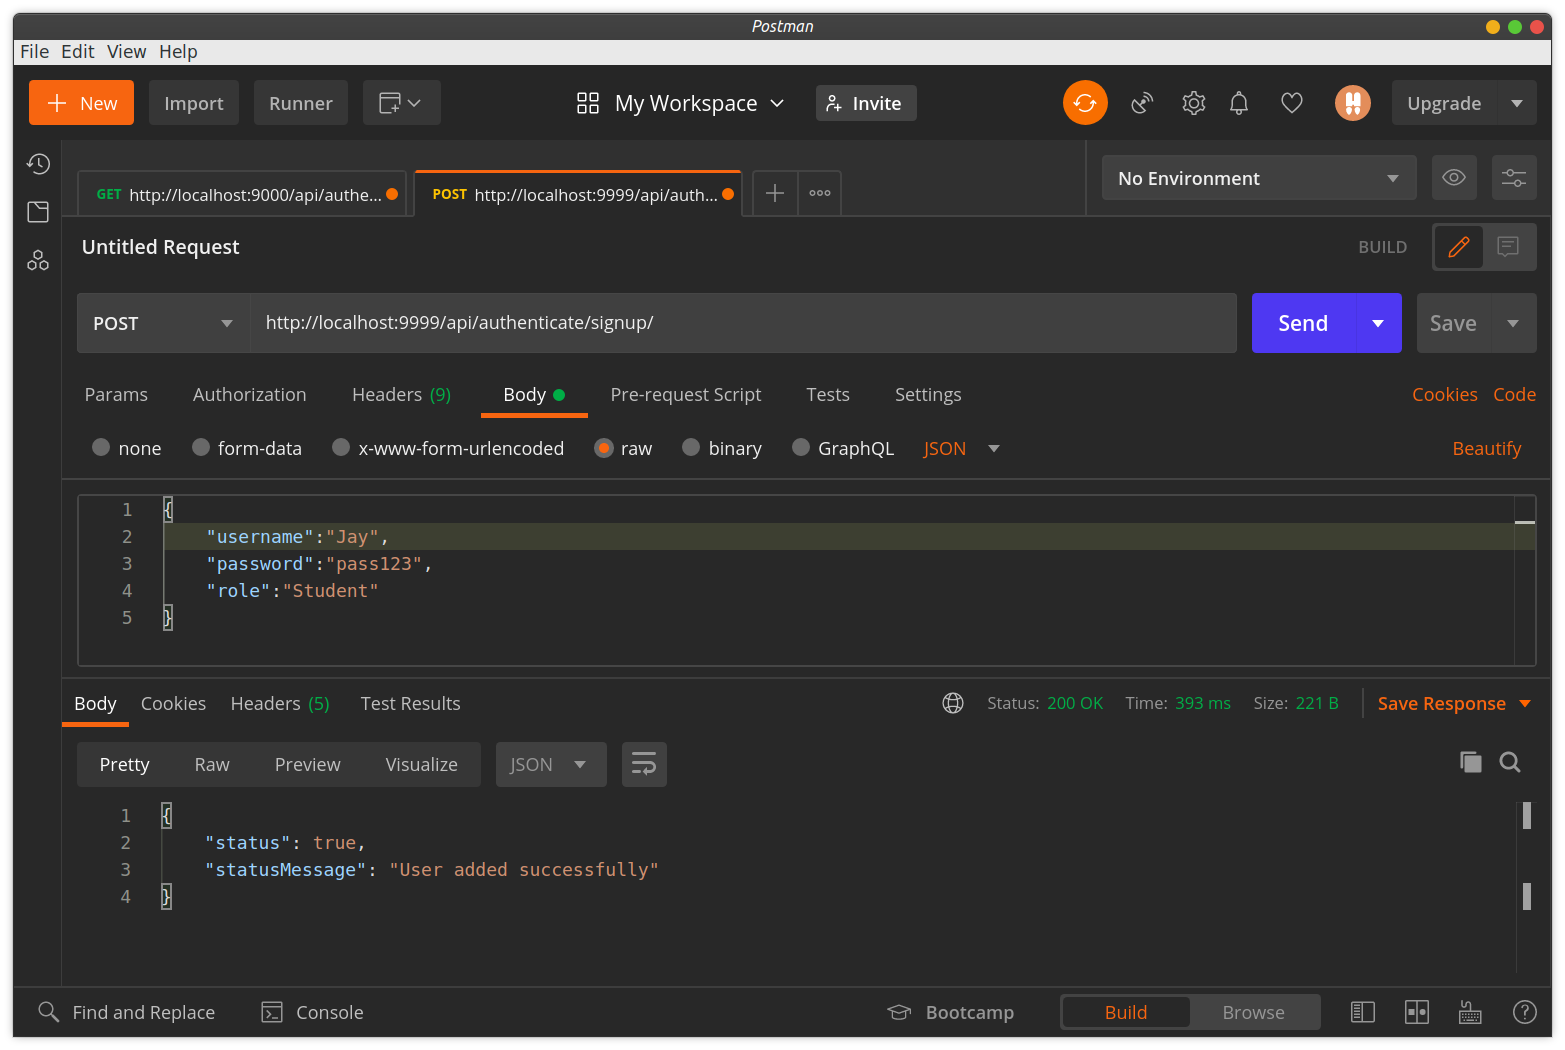 Postman
File Edit View Help
New Import Runner My Workspace Invite Upgrade
GET http://localhost:9000/api/authe... POST http://localhost:9999/api/auth... No Environment
Untitled Request BUILD
POST http://localhost:9999/api/authenticate/signup/ Send Save
Params Authorization Headers (9) Body Pre-request Script Tests Settings Cookies Code
none form-data x-www-form-urlencoded raw binary GraphQL JSON Beautify
1 {
2 "username":"Jay",
3 "password":"pass123",
4 "role":"Student"
5 }
Body Cookies Headers (5) Test Results Status: 200 OK Time: 393 ms Size: 221 B Save Response
Pretty Raw Preview Visualize JSON
1 {
2 "status": true,
3 "statusMessage": "User added successfully"
4 }
Find and Replace Console Bootcamp Build Browse